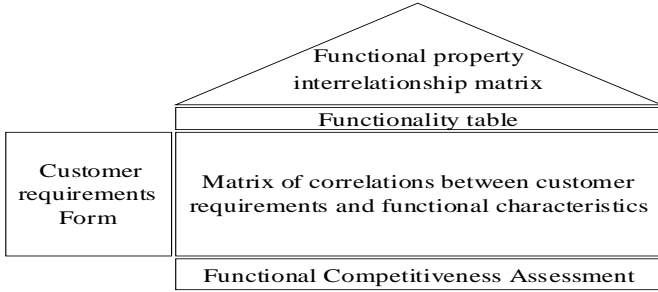 Functional property
interrelationship matrix
Functionality table
Customer
requirements
Form
Matrix of correlations between customer
requirements and functional characteristics
Functional Competitiveness Assessment